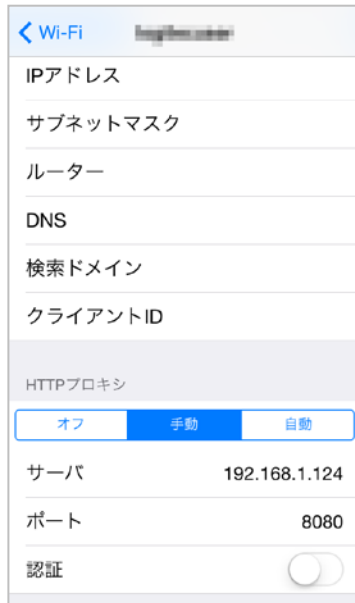 Wi-Fi
IPアドレス
サブネットマスク
ルーター
DNS
検索ドメイン
クライアントID
HTTPプロキシ
オフ 手動 自動
サーバ 192.168.1.124
ポート 8080
認証